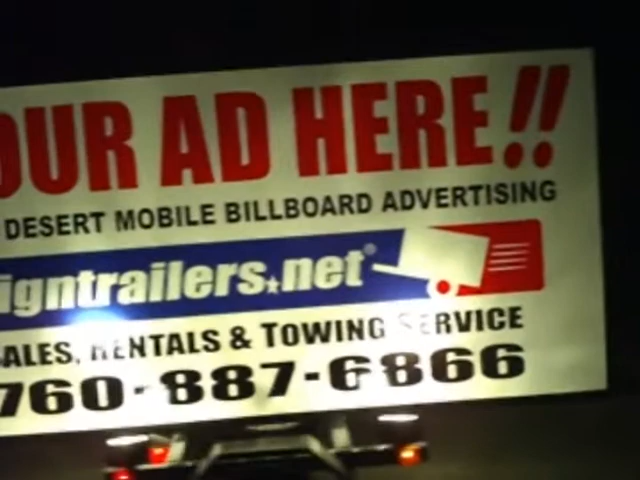 OUR AD HERE!!
DESERT MOBILE BILLBOARD ADVERTISING
igntrailers.net
ALES, RENTALS & TOWING SERVICE
760-887-6866